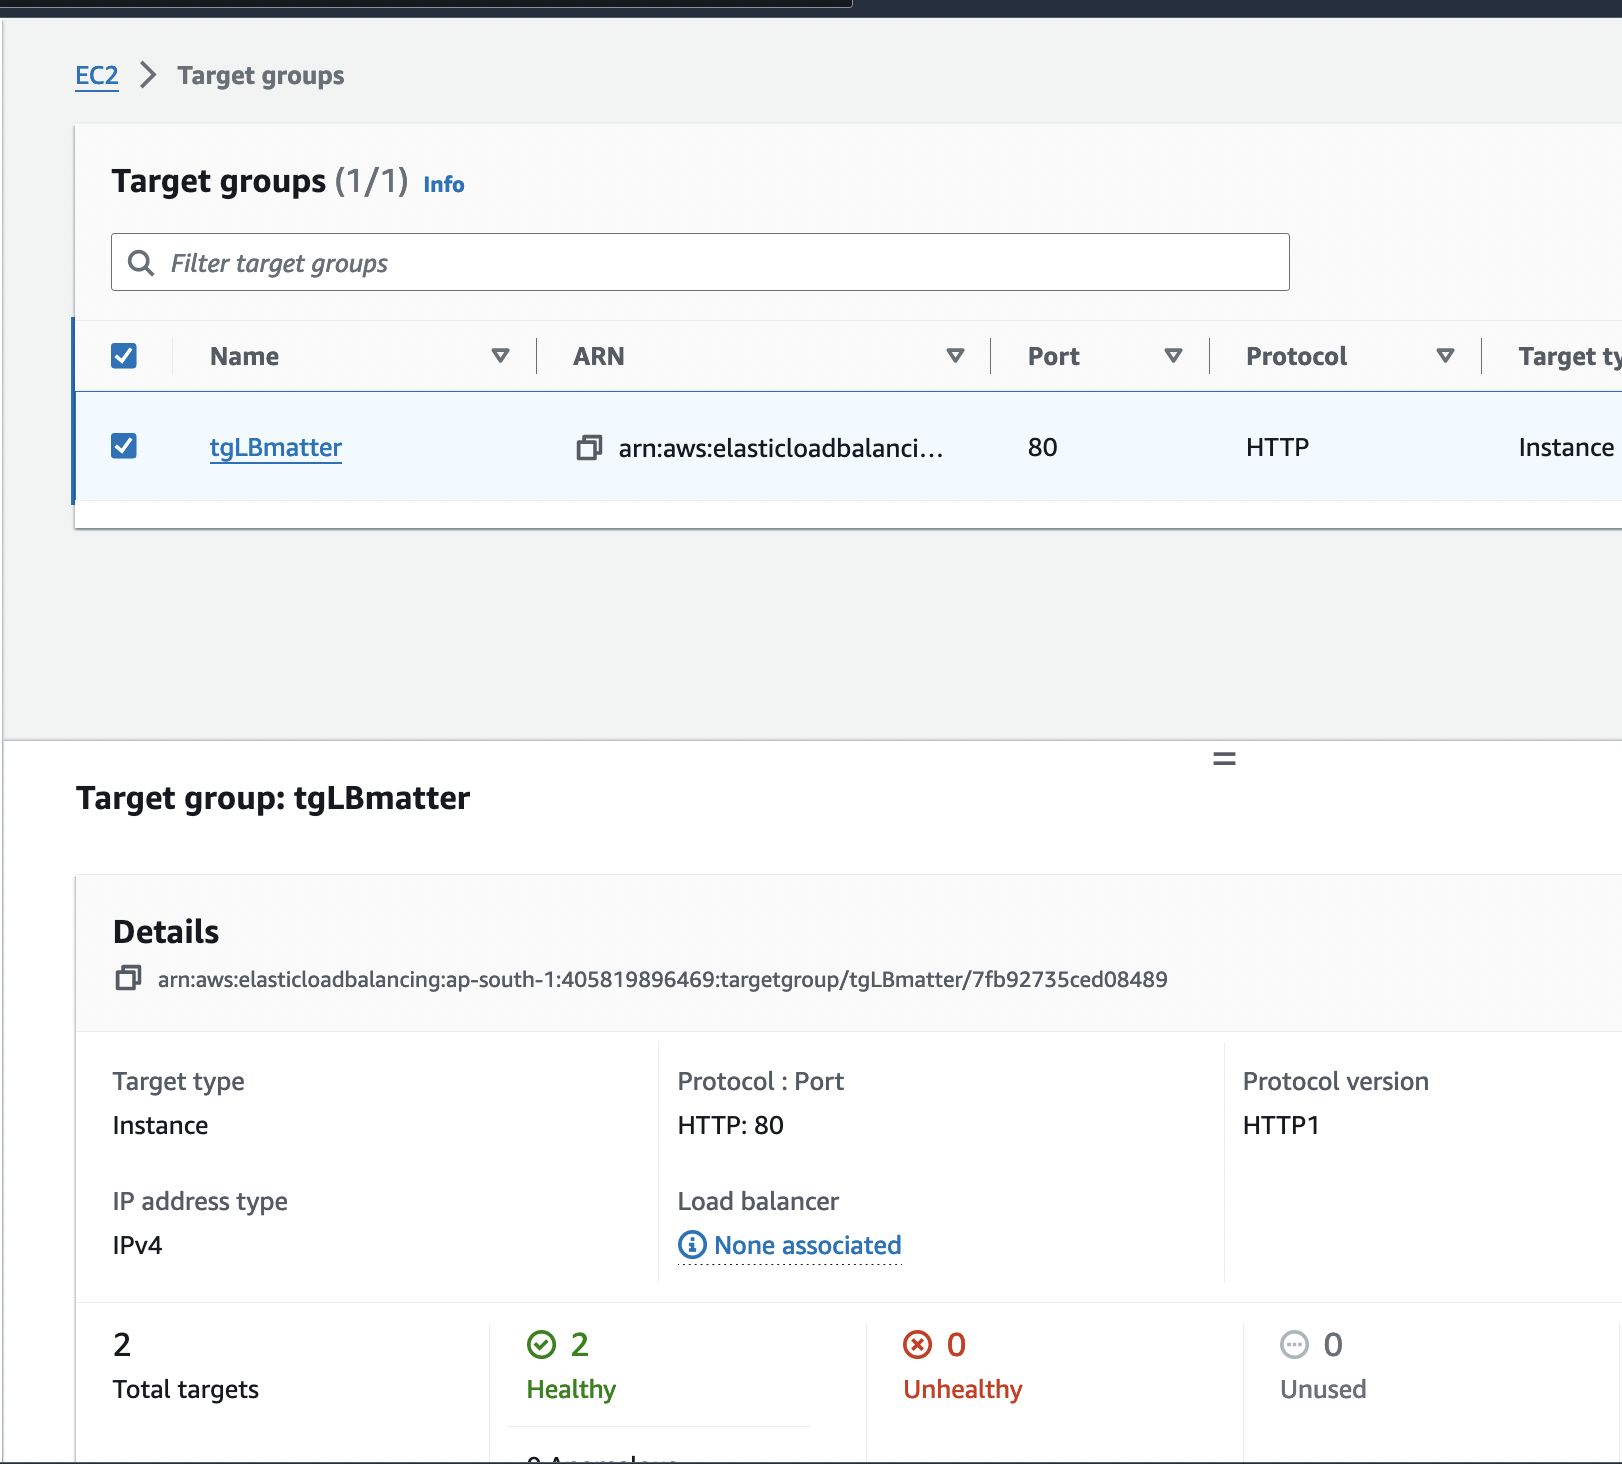 EC2 > Target groups
Target groups (1/1) Info
Filter target groups
Name ARN Port Protocol Target ty
tgLBmatter arn:aws:elasticloadbalanci... 80 HTTP Instance
Target group: tgLBmatter
Details
arn:aws:elasticloadbalancing:ap-south-1:405819896469:targetgroup/tgLBmatter/7fb92735ced08489
Target type Protocol : Port Protocol version
Instance HTTP: 80 HTTP1
IP address type Load balancer
IPv4 None associated
2 2 0 0
Total targets Healthy Unhealthy Unused
0 Anomalous